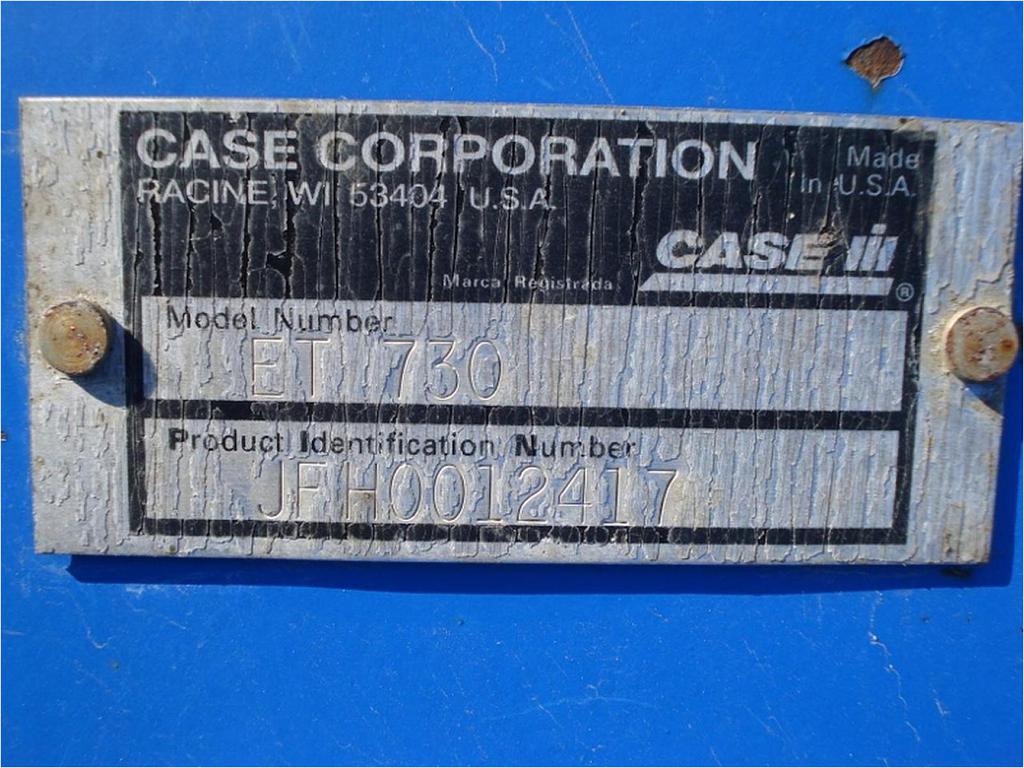 CASE CORPORATION
Made
RACINE, WI 53404 U.S.A.
In U.S.A.
CASE IH
Marca Registrada
®
Model Number
ET 730
Product Identification Number
JFH0012417